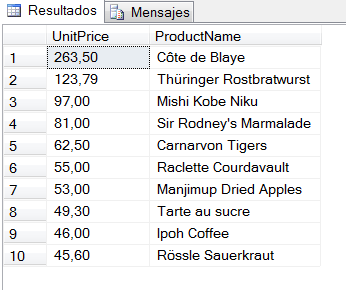 Resultados Mensajes
UnitPrice ProductName
1 263,50 Côte de Blaye
2 123,79 Thüringer Rostbratwurst
3 97,00 Mishi Kobe Niku
4 81,00 Sir Rodney's Marmalade
5 62,50 Carnarvon Tigers
6 55,00 Raclette Courdavault
7 53,00 Manjimup Dried Apples
8 49,30 Tarte au sucre
9 46,00 Ipoh Coffee
10 45,60 Rössle Sauerkraut